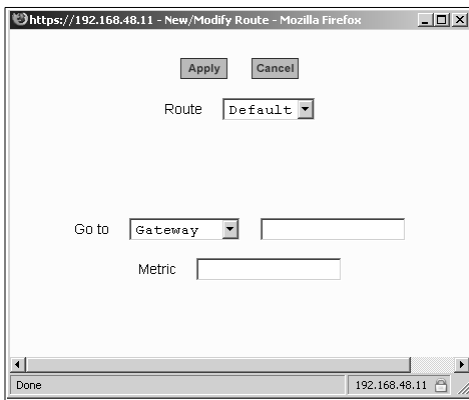 https://192.168.48.11 - New/Modify Route - Mozilla Firefox
Apply Cancel
Route Default
Go to Gateway
Metric
Done 192.168.48.11